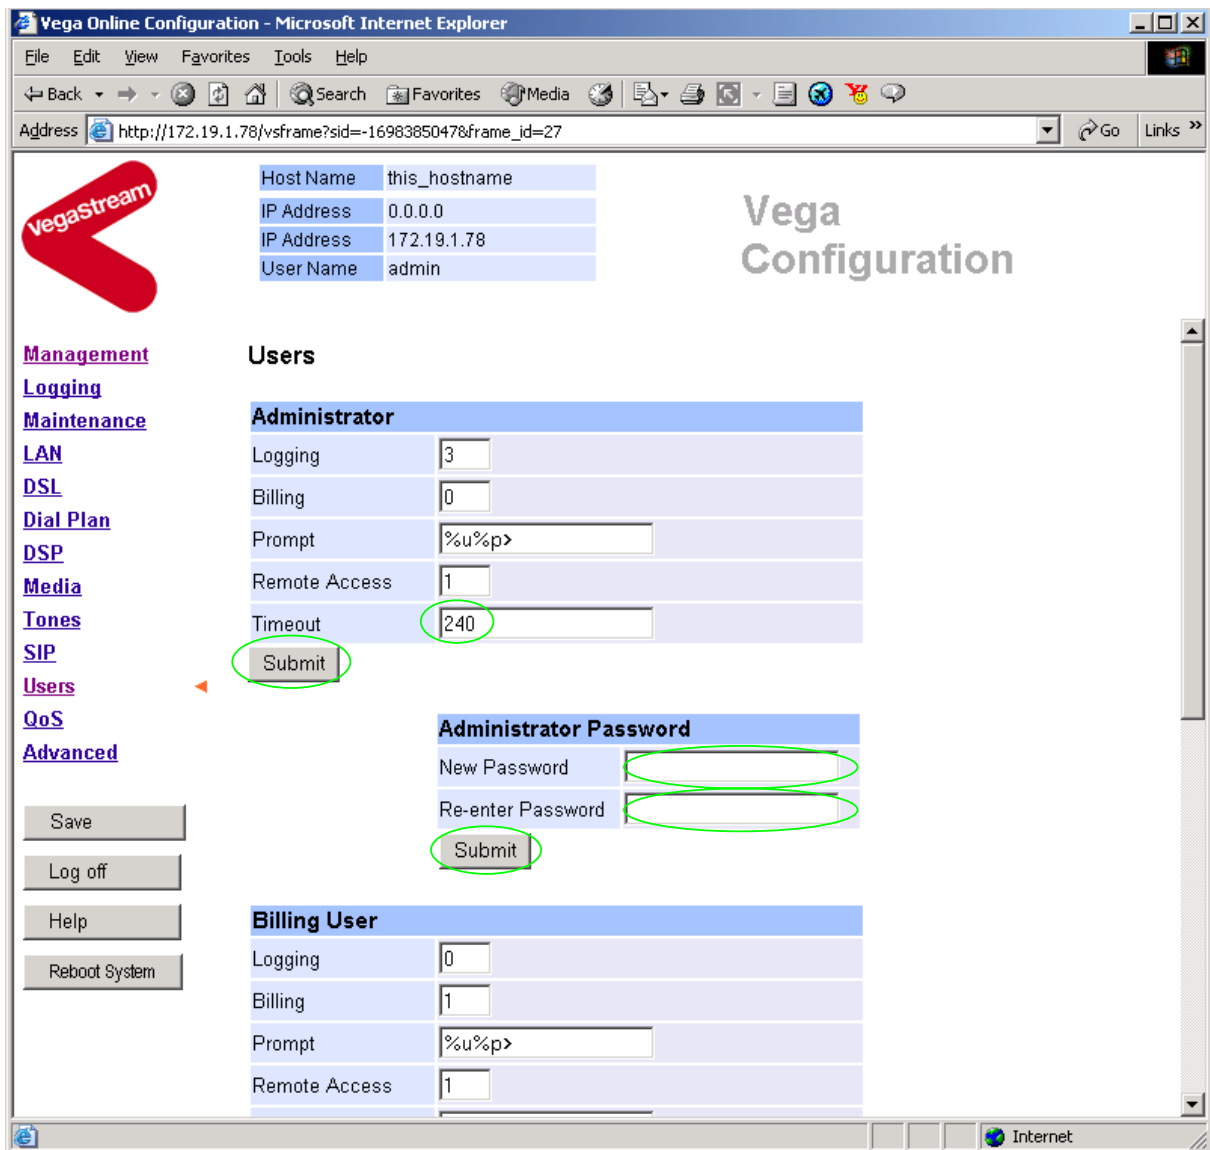 Vega Online Configuration - Microsoft Internet Explorer
File Edit View Favorites Tools Help
Back Search Favorites Media
Address http://172.19.1.78/vsframe?sid=-1698385047&frame_id=27 Go Links »
VegaStream
Host Name this_hostname
IP Address 0.0.0.0
IP Address 172.19.1.78
User Name admin
Vega
Configuration
Management
Logging
Maintenance
LAN
DSL
Dial Plan
DSP
Media
Tones
SIP
Users
QoS
Advanced
Save
Log off
Help
Reboot System
Users
Administrator
Logging 3
Billing 0
Prompt %u%p>
Remote Access 1
Timeout 240
Submit
Administrator Password
New Password
Re-enter Password
Submit
Billing User
Logging 0
Billing 1
Prompt %u%p>
Remote Access 1
Internet